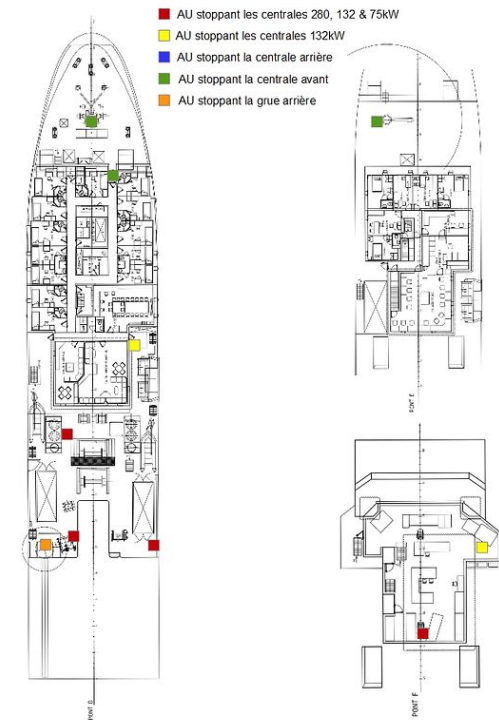 AU stoppant les centrales 280, 132 & 75kW
AU stoppant les centrales 132kW
AU stoppant la centrale arrière
AU stoppant la centrale avant
AU stoppant la grue arrière
PONT E
PONT D
PONT F